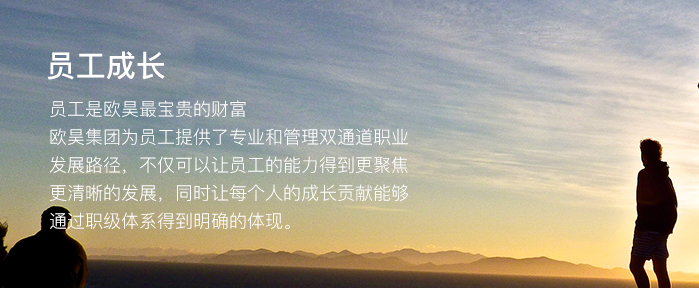 员工成长
员工是欧昊最宝贵的财富
欧昊集团为员工提供了专业和管理双通道职业
发展路径，不仅可以让员工的能力得到更聚焦
更清晰的发展，同时让每个人的成长贡献能够
通过职级体系得到明确的体现。